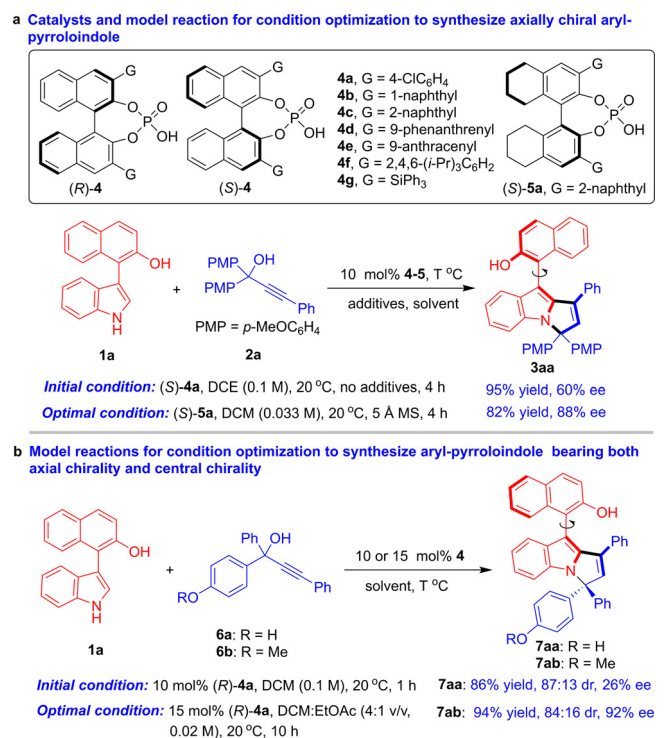 a Catalysts and model reaction for condition optimization to synthesize axially chiral aryl-
pyrroloindole
G
O
O
P
O
OH
G
(R)-4
G
O
O
P
O
OH
G
(S)-4
4a, G = 4-ClC6H4
4b, G = 1-naphthyl
4c, G = 2-naphthyl
4d, G = 9-phenanthrenyl
4e, G = 9-anthracenyl
4f, G = 2,4,6-(i-Pr)3C6H2
4g, G = SiPh3
G
O
O
P
O
OH
G
(S)-5a, G = 2-naphthyl
OH
N
H
1a
+
PMP
OH
PMP
Ph
PMP = p-MeOC6H4
2a
10 mol% 4-5, T °C
additives, solvent
HO
Ph
N
PMP PMP
3aa
Initial condition: (S)-4a, DCE (0.1 M), 20 °C, no additives, 4 h 95% yield, 60% ee
Optimal condition: (S)-5a, DCM (0.033 M), 20 °C, 5 Å MS, 4 h 82% yield, 88% ee
b Model reactions for condition optimization to synthesize aryl-pyrroloindole bearing both
axial chirality and central chirality
OH
N
H
1a
+
Ph OH
RO
Ph
6a: R = H
6b: R = Me
10 or 15 mol% 4
solvent, T °C
OH
Ph
N
Ph
RO
7aa: R = H
7ab: R = Me
Initial condition: 10 mol% (R)-4a, DCM (0.1 M), 20 °C, 1 h 7aa: 86% yield, 87:13 dr, 26% ee
Optimal condition: 15 mol% (R)-4a, DCM:EtOAc (4:1 v/v, 7ab: 94% yield, 84:16 dr, 92% ee
0.02 M), 20 °C, 10 h